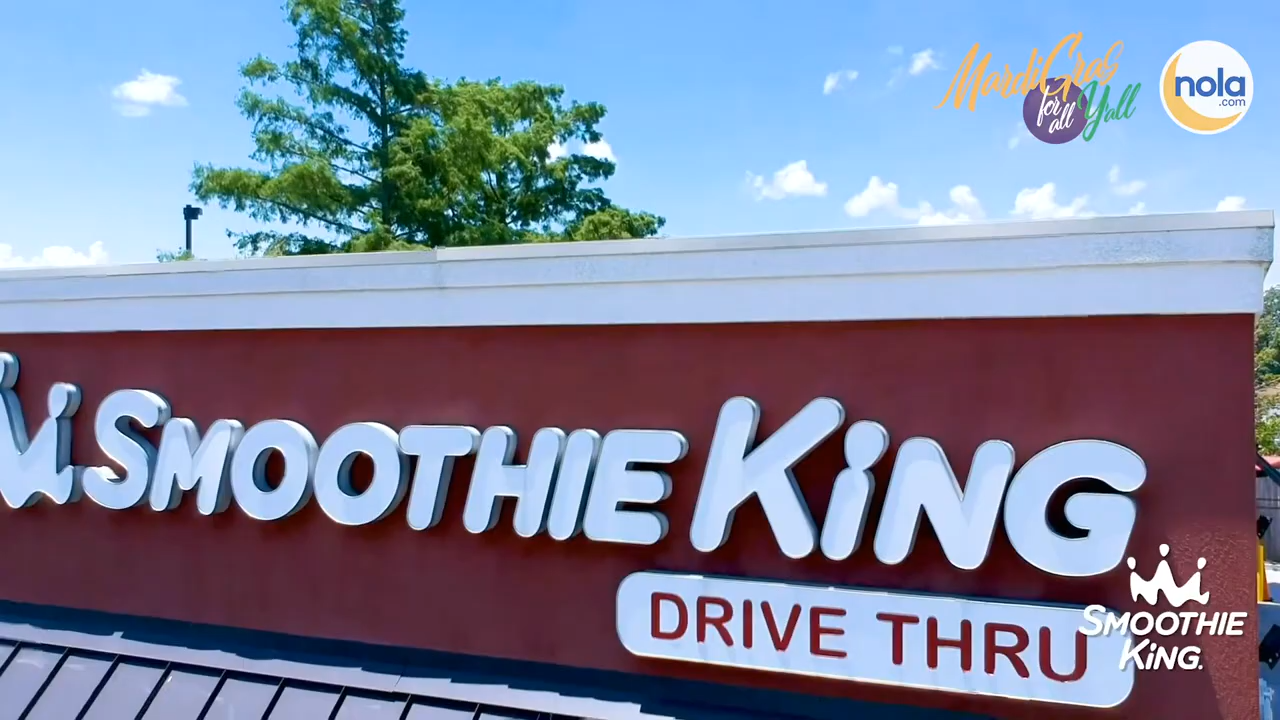 Mardi Gras
for all Y'all
nola
.com
SMOOTHIE KING
DRIVE THRU
SMOOTHIE
KING.